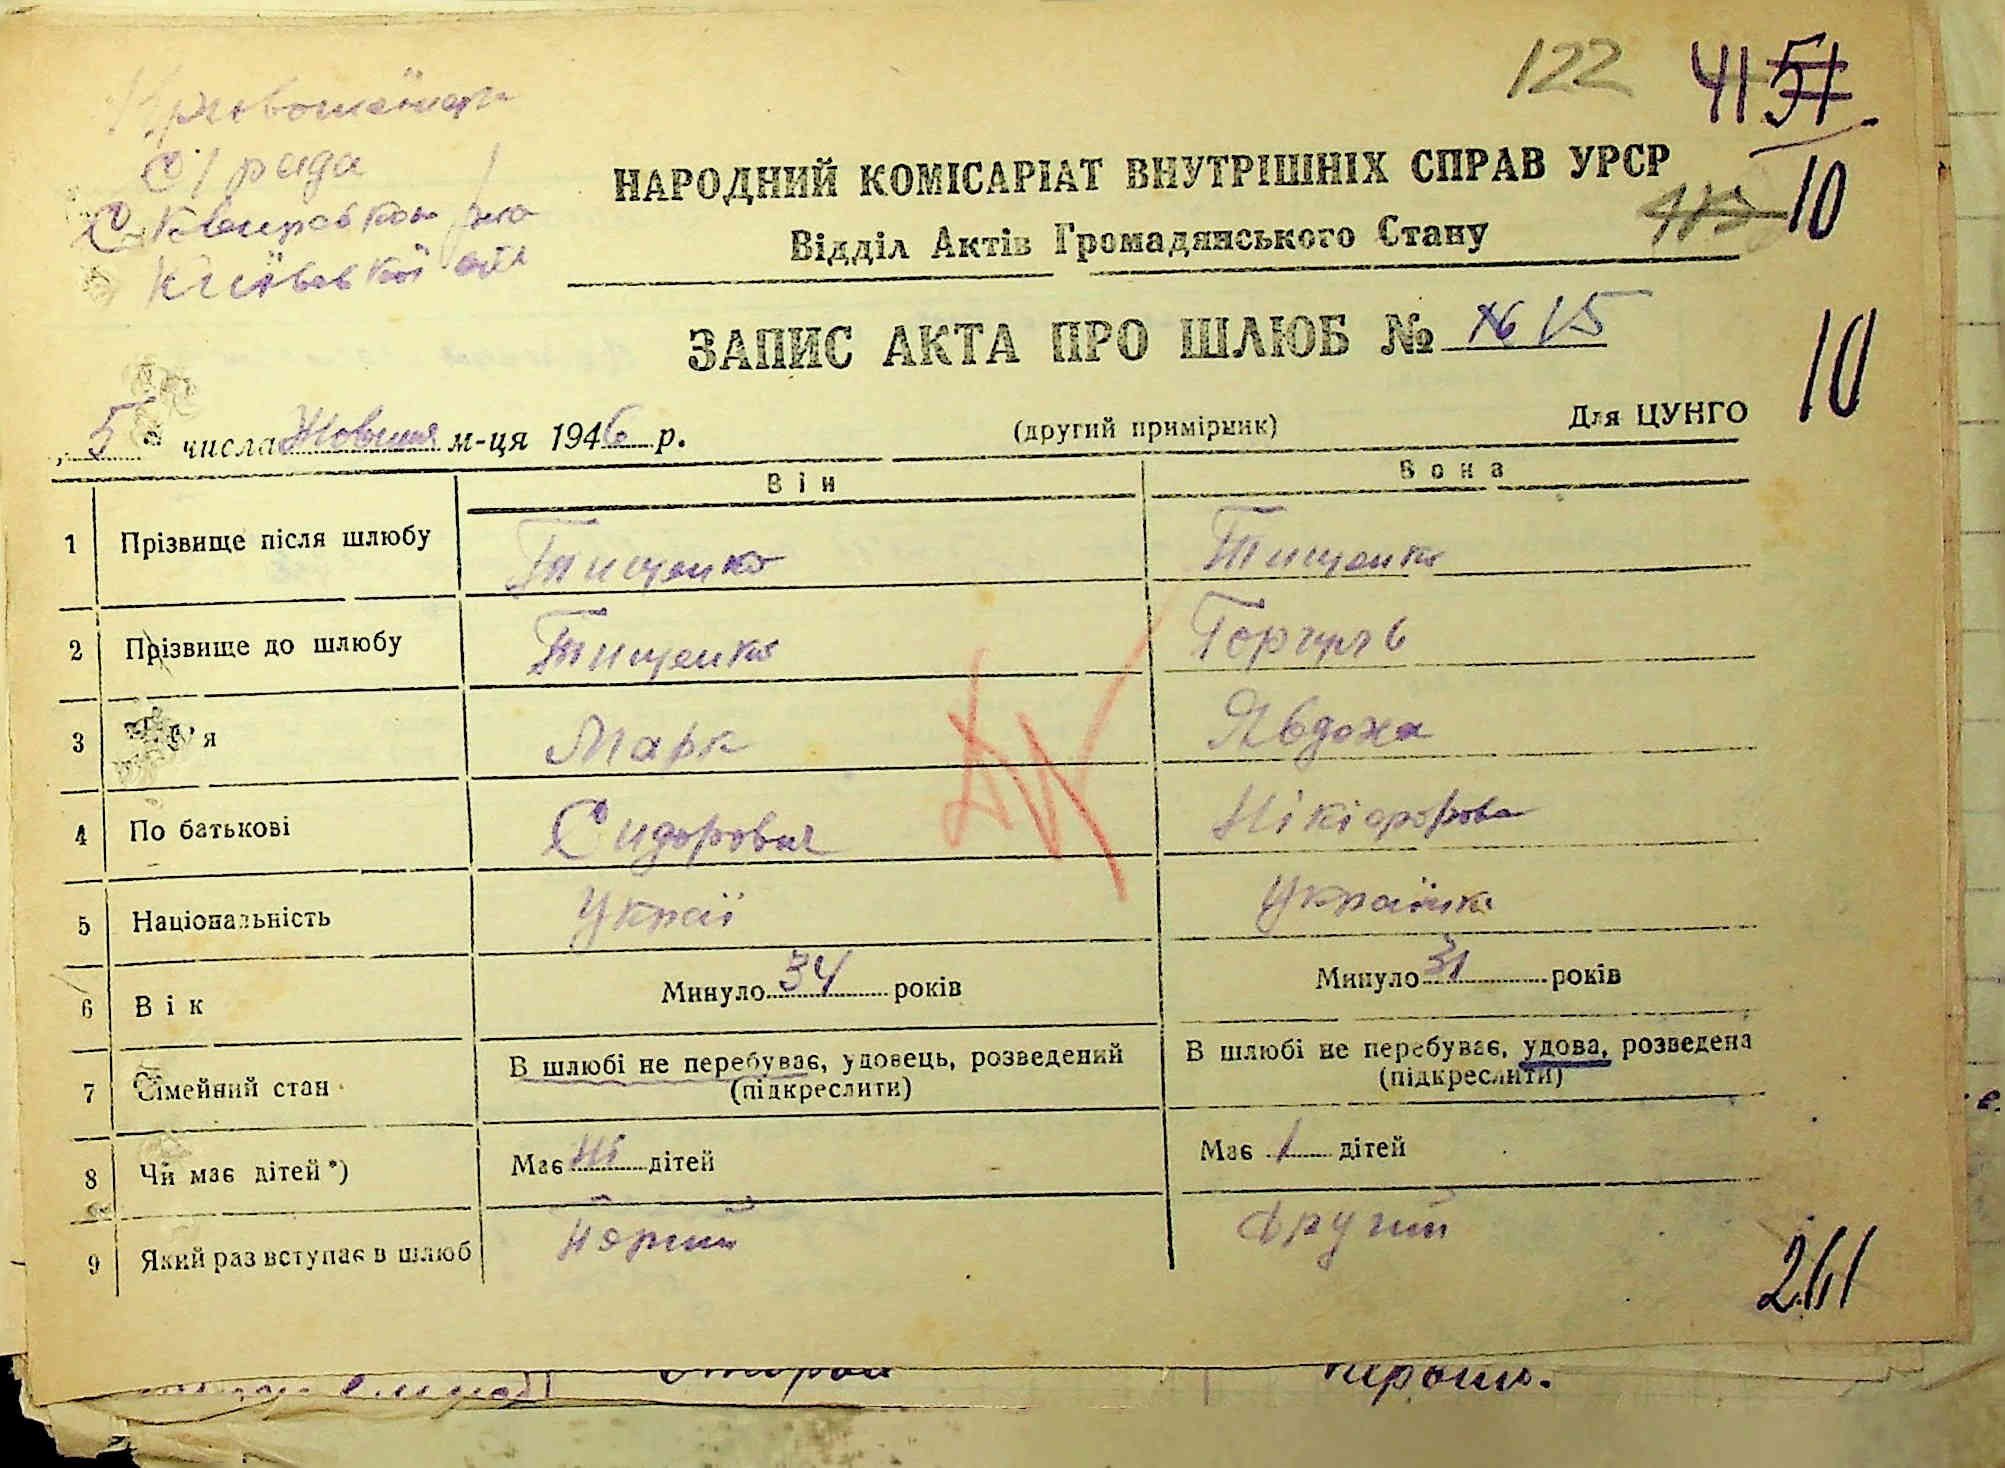 122 41 51
с/рада
Сквирського р-на
Київської обл
НАРОДНИЙ КОМІСАРІАТ ВНУТРІШНІХ СПРАВ УРСР
10
Відділ Актів Громадянського Стану
ЗАПИС АКТА ПРО ШЛЮБ № 15
10
„5" числа Жовтня м-ця 1946 р.
(другий примірник)
Для ЦУНГО
Він Вона
1 Прізвище після шлюбу Тищенко Тищенко
2 Прізвище до шлюбу Тищенко Горгуль
3 Ім'я Марк Явдоха
4 По батькові Сидорович Нікіфорова
5 Національність Украї Українка
6 Вік Минуло 34 років Минуло 31 років
7 Сімейний стан В шлюбі не перебуває, удовець, розведений В шлюбі не перебуває, удова, розведена
(підкреслити) (підкреслити)
8 Чи має дітей*) Має ні дітей Має 1 дітей
9 Який раз вступає в шлюб Перший Другий
261